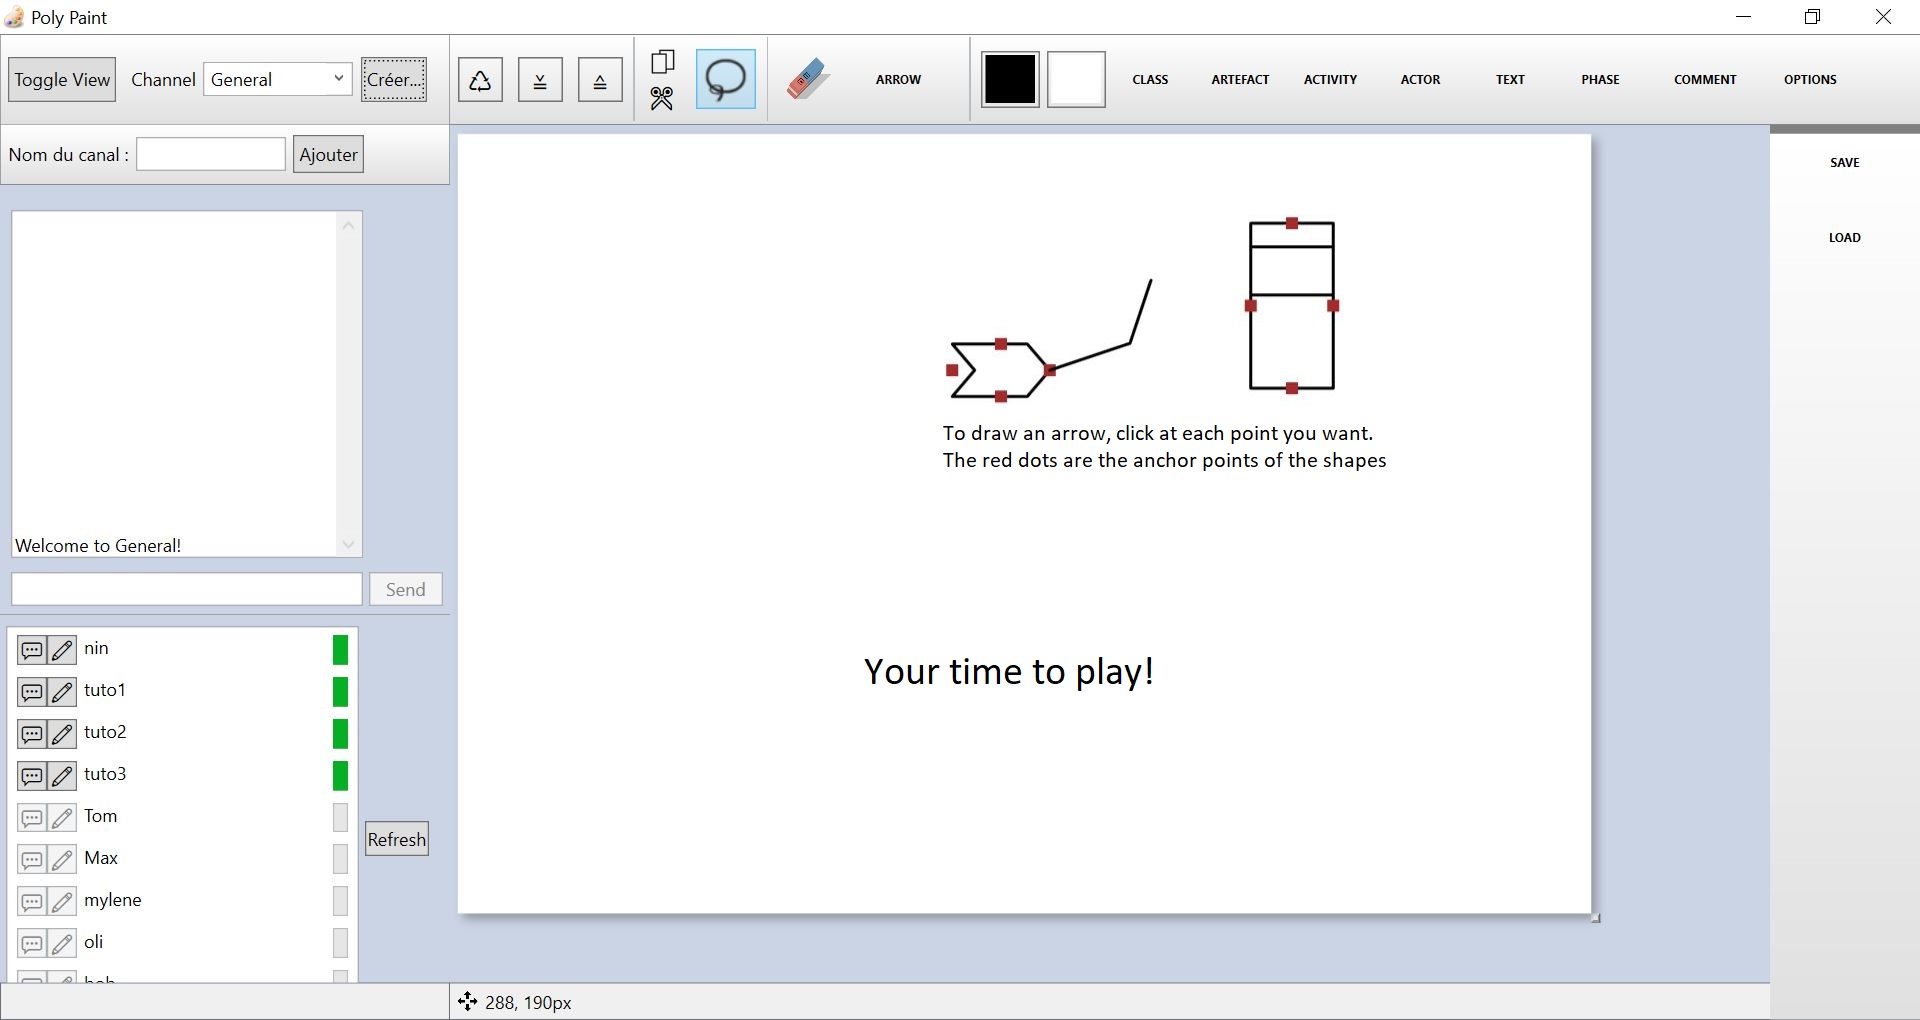 Poly Paint
Toggle View Channel General Créer...
ARROW CLASS ARTEFACT ACTIVITY ACTOR TEXT PHASE COMMENT OPTIONS
Nom du canal : Ajouter
SAVE
LOAD
To draw an arrow, click at each point you want.
The red dots are the anchor points of the shapes
Welcome to General!
Send
nin
tuto1
Your time to play!
tuto2
tuto3
Tom
Refresh
Max
mylene
oli
288, 190px